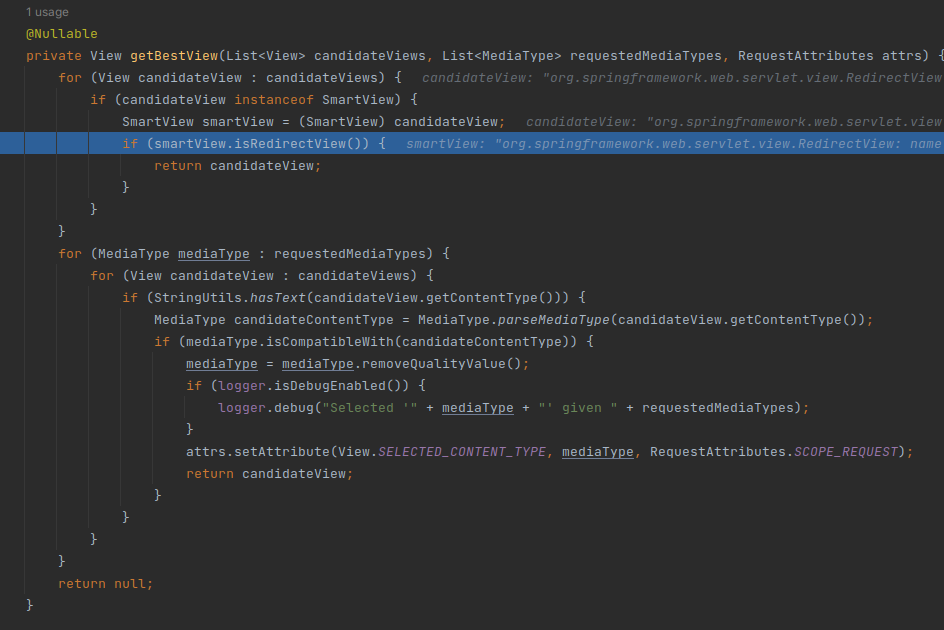 1 usage
@Nullable
private View getBestView(List<View> candidateViews, List<MediaType> requestedMediaTypes, RequestAttributes attrs) {
for (View candidateView : candidateViews) { candidateView: "org.springframework.web.servlet.view.RedirectView
if (candidateView instanceof SmartView) {
SmartView smartView = (SmartView) candidateView; candidateView: "org.springframework.web.servlet.view
if (smartView.isRedirectView()) { smartView: "org.springframework.web.servlet.view.RedirectView: name
return candidateView;
}
}
}
for (MediaType mediaType : requestedMediaTypes) {
for (View candidateView : candidateViews) {
if (StringUtils.hasText(candidateView.getContentType())) {
MediaType candidateContentType = MediaType.parseMediaType(candidateView.getContentType());
if (mediaType.isCompatibleWith(candidateContentType)) {
mediaType = mediaType.removeQualityValue();
if (logger.isDebugEnabled()) {
logger.debug("Selected '" + mediaType + "' given " + requestedMediaTypes);
}
attrs.setAttribute(View.SELECTED_CONTENT_TYPE, mediaType, RequestAttributes.SCOPE_REQUEST);
return candidateView;
}
}
}
}
return null;
}